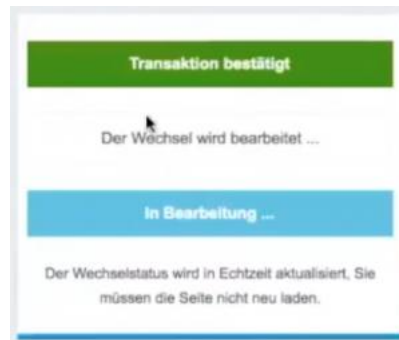 Transaktion bestätigt
Der Wechsel wird bearbeitet ...
In Bearbeitung ...
Der Wechselstatus wird in Echtzeit aktualisiert, Sie
müssen die Seite nicht neu laden.